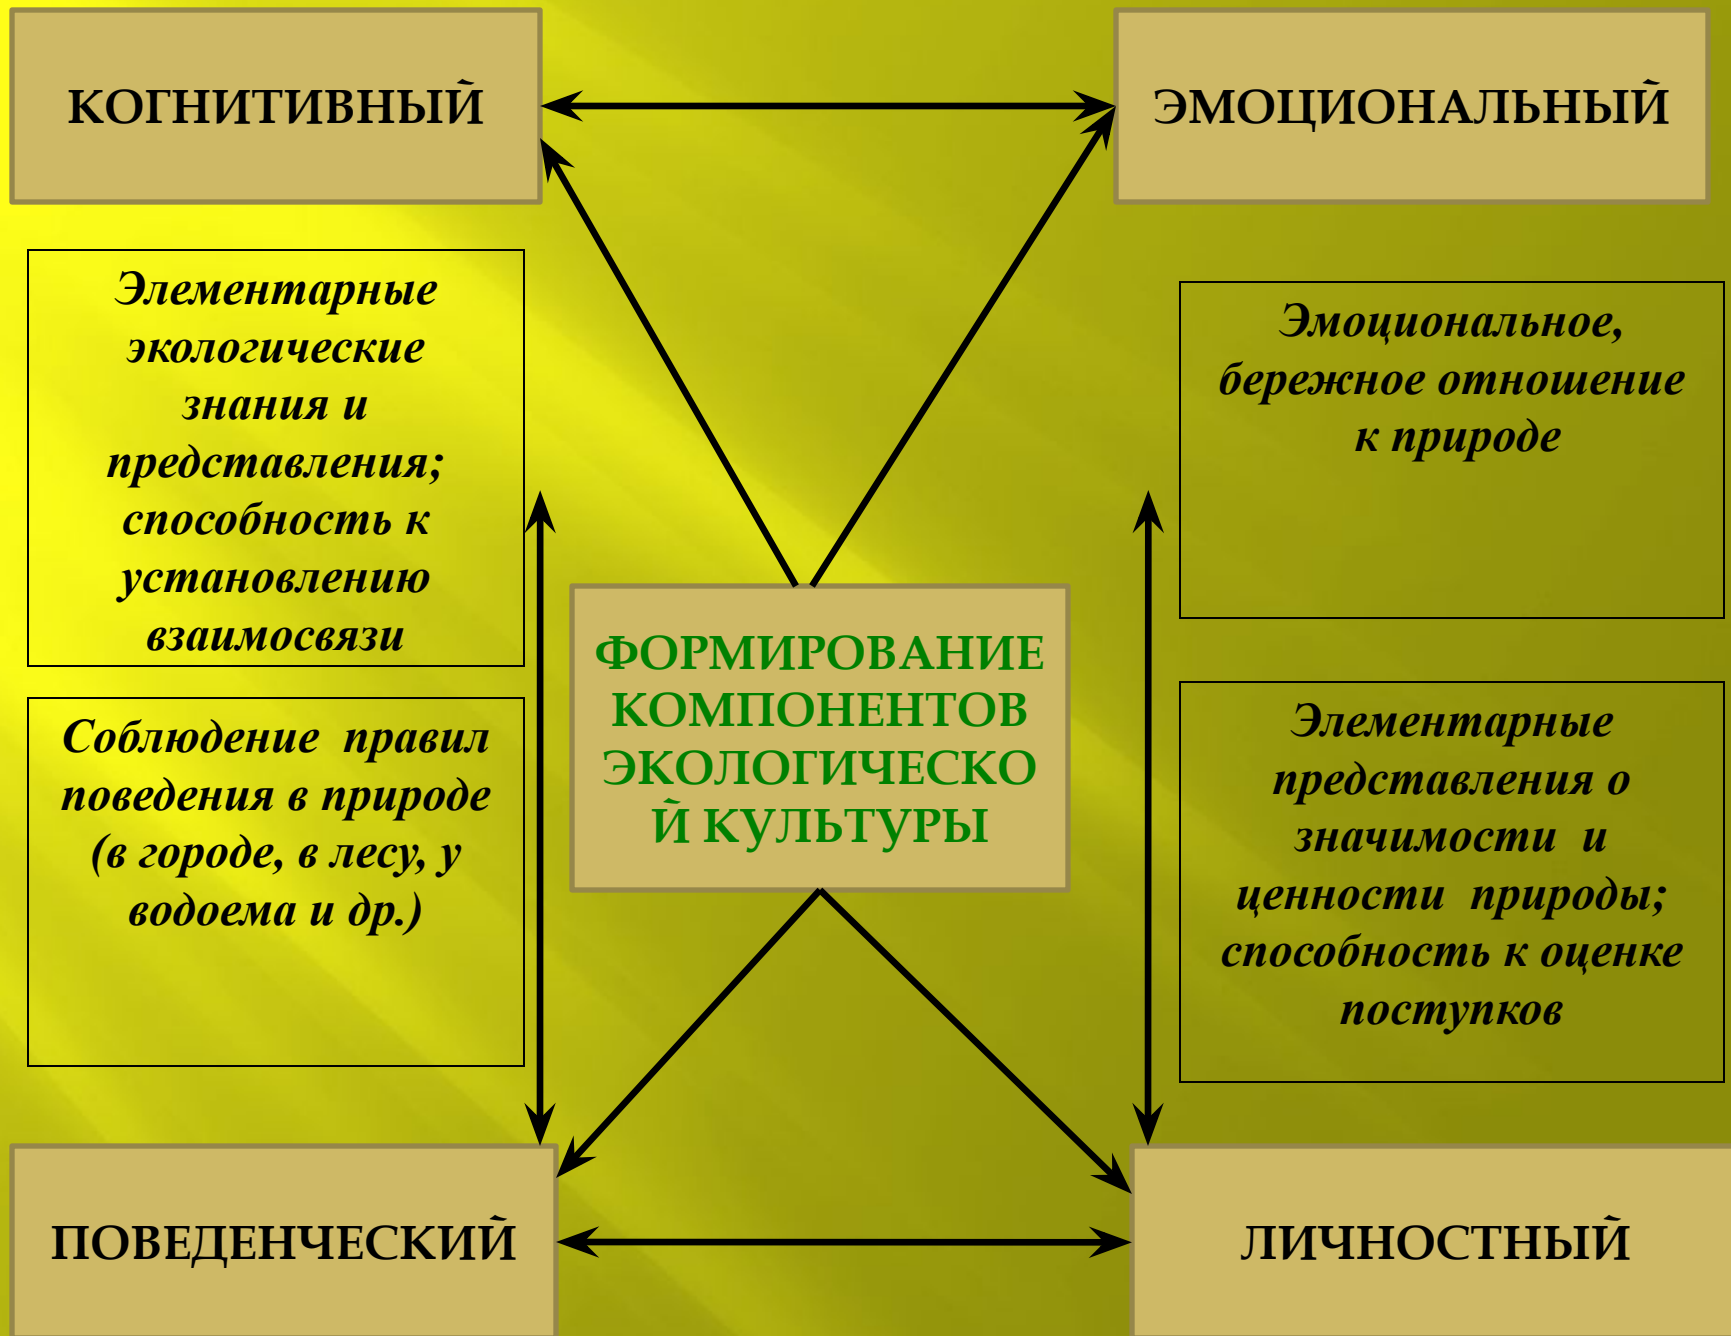 КОГНИТИВНЫЙ
ЭМОЦИОНАЛЬНЫЙ
Элементарные
экологические
знания и
представления;
способность к
установлению
взаимосвязи
Эмоциональное,
бережное отношение
к природе
ФОРМИРОВАНИЕ
КОМПОНЕНТОВ
ЭКОЛОГИЧЕСКО
Й КУЛЬТУРЫ
Соблюдение правил
поведения в природе
(в городе, в лесу, у
водоема и др.)
Элементарные
представления о
значимости и
ценности природы;
способность к оценке
поступков
ПОВЕДЕНЧЕСКИЙ
ЛИЧНОСТНЫЙ